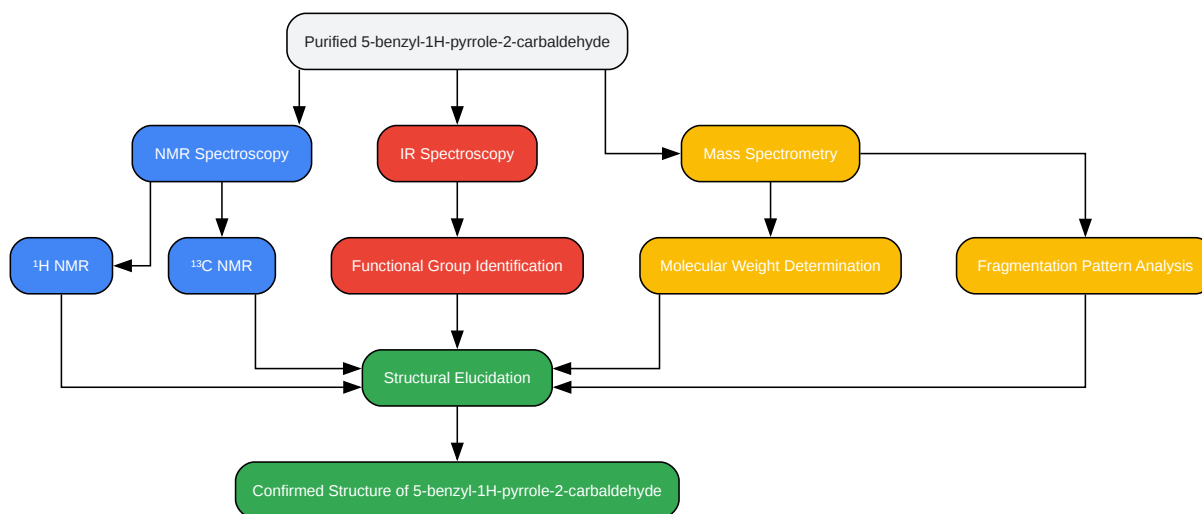 Purified 5-benzyl-1H-pyrrole-2-carbaldehyde
NMR Spectroscopy
IR Spectroscopy
Mass Spectrometry
¹H NMR
¹³C NMR
Functional Group Identification
Molecular Weight Determination
Fragmentation Pattern Analysis
Structural Elucidation
Confirmed Structure of 5-benzyl-1H-pyrrole-2-carbaldehyde